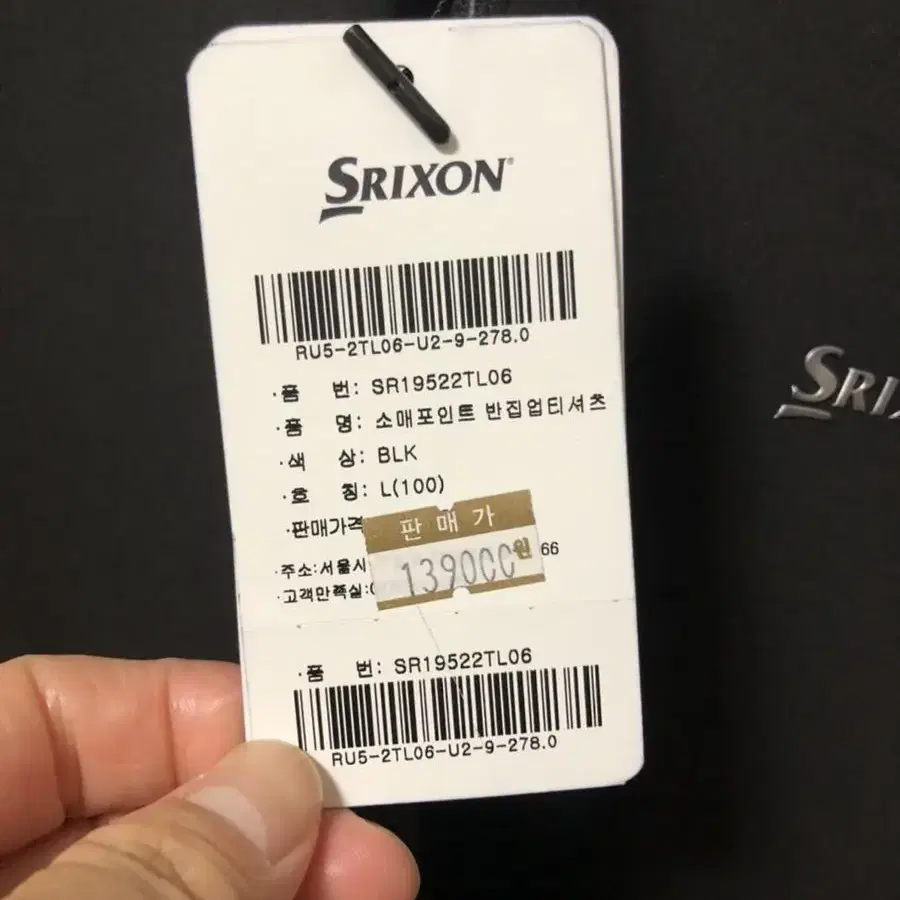 SRIXON
RU5-2TL06-U2-9-278.0
·품 번: SR19522TL06
·품 명: 소매포인트 반집업티셔츠
·색 상: BLK
·호 칭: L(100)
·판매가격
판매가
139000원
·주소:서울시 66
·고객만족실:
·품 번: SR19522TL06
RU5-2TL06-U2-9-278.0
SRI